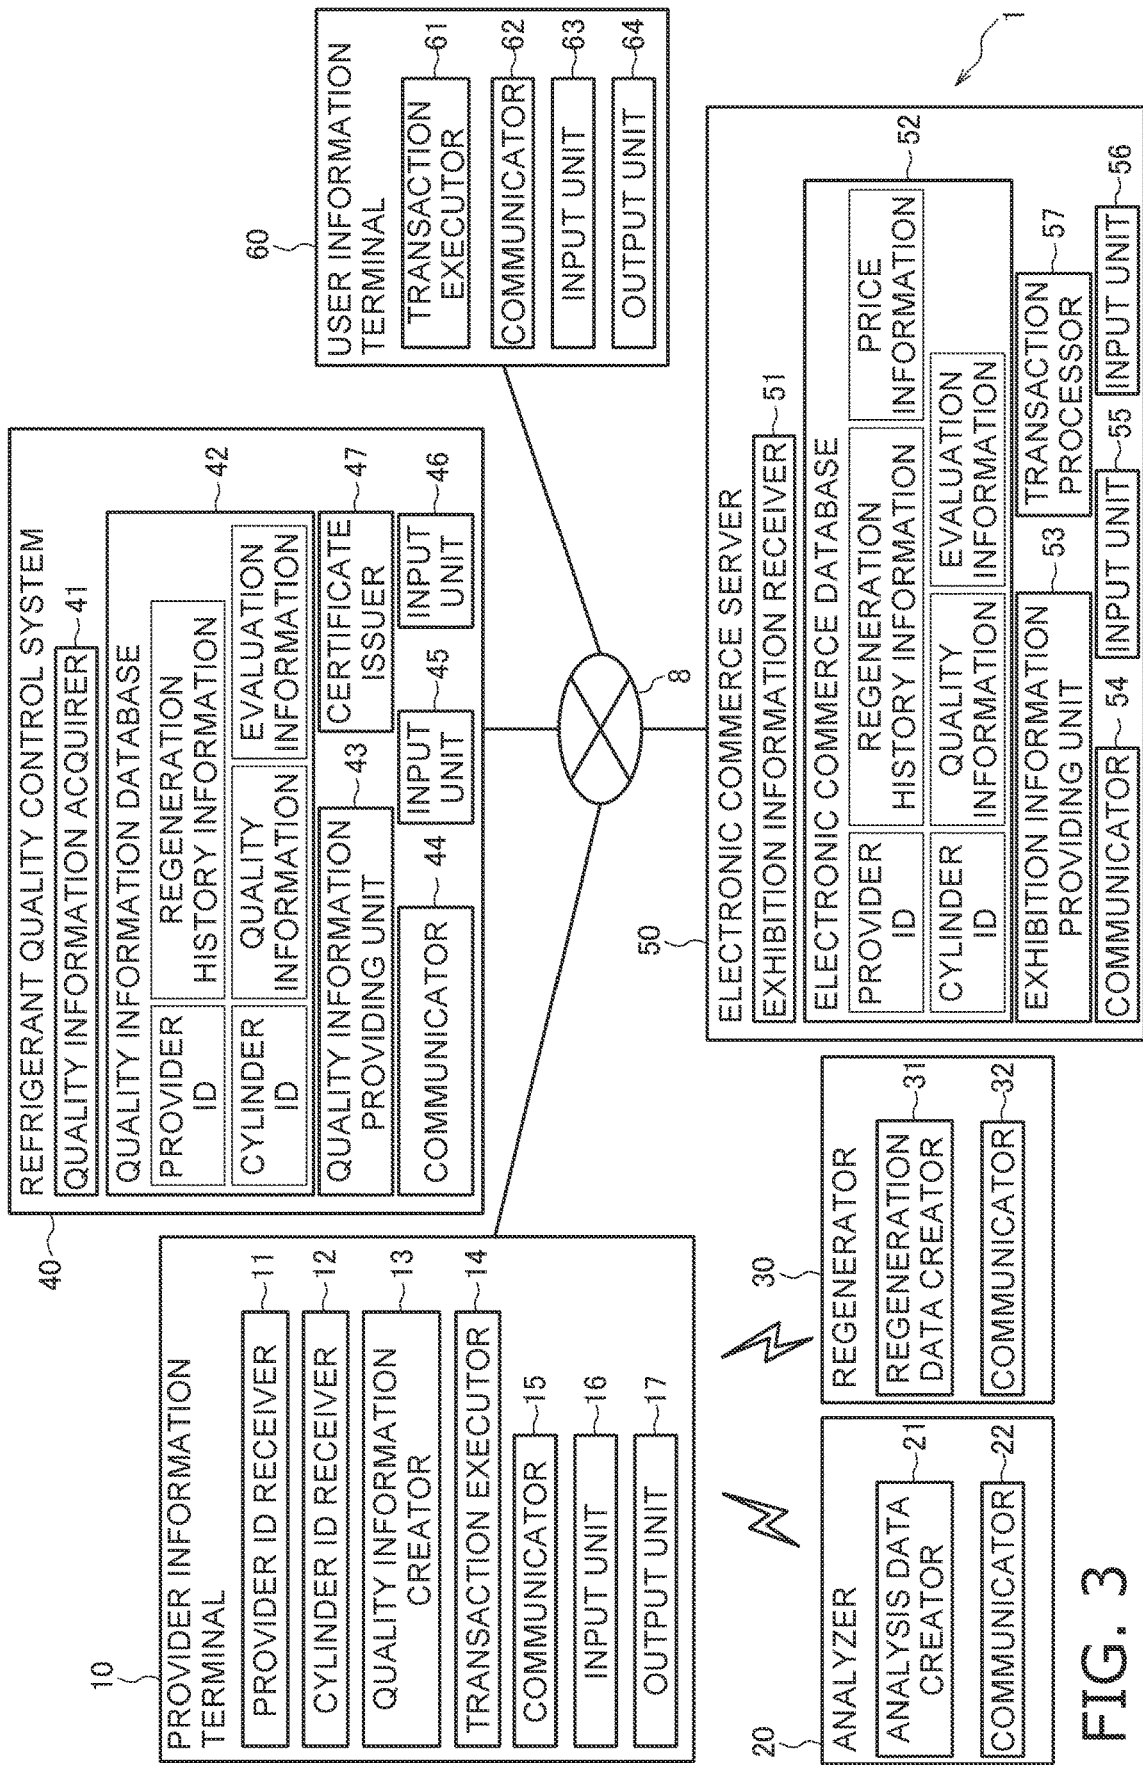 1
40
REFRIGERANT QUALITY CONTROL SYSTEM
QUALITY INFORMATION ACQUIRER
41
QUALITY INFORMATION DATABASE
42
PROVIDER
ID
REGENERATION
HISTORY INFORMATION
CYLINDER
ID
QUALITY
INFORMATION
EVALUATION
INFORMATION
QUALITY INFORMATION
PROVIDING UNIT
43
CERTIFICATE
ISSUER
47
COMMUNICATOR
44
INPUT
UNIT
45
INPUT
UNIT
46
10
PROVIDER INFORMATION
TERMINAL
PROVIDER ID RECEIVER
11
CYLINDER ID RECEIVER
12
QUALITY INFORMATION
CREATOR
13
TRANSACTION EXECUTOR
14
COMMUNICATOR
15
INPUT UNIT
16
OUTPUT UNIT
17
8
60
USER INFORMATION
TERMINAL
TRANSACTION
EXECUTOR
61
COMMUNICATOR
62
INPUT UNIT
63
OUTPUT UNIT
64
20
ANALYZER
ANALYSIS DATA
CREATOR
21
COMMUNICATOR
22
30
REGENERATOR
REGENERATION
DATA CREATOR
31
COMMUNICATOR
32
50
ELECTRONIC COMMERCE SERVER
EXHIBITION INFORMATION RECEIVER
51
ELECTRONIC COMMERCE DATABASE
52
PROVIDER
ID
REGENERATION
HISTORY INFORMATION
PRICE
INFORMATION
CYLINDER
ID
QUALITY
INFORMATION
EVALUATION
INFORMATION
EXHIBITION INFORMATION
PROVIDING UNIT
53
TRANSACTION
PROCESSOR
57
COMMUNICATOR
54
INPUT UNIT
55
INPUT UNIT
56
FIG. 3